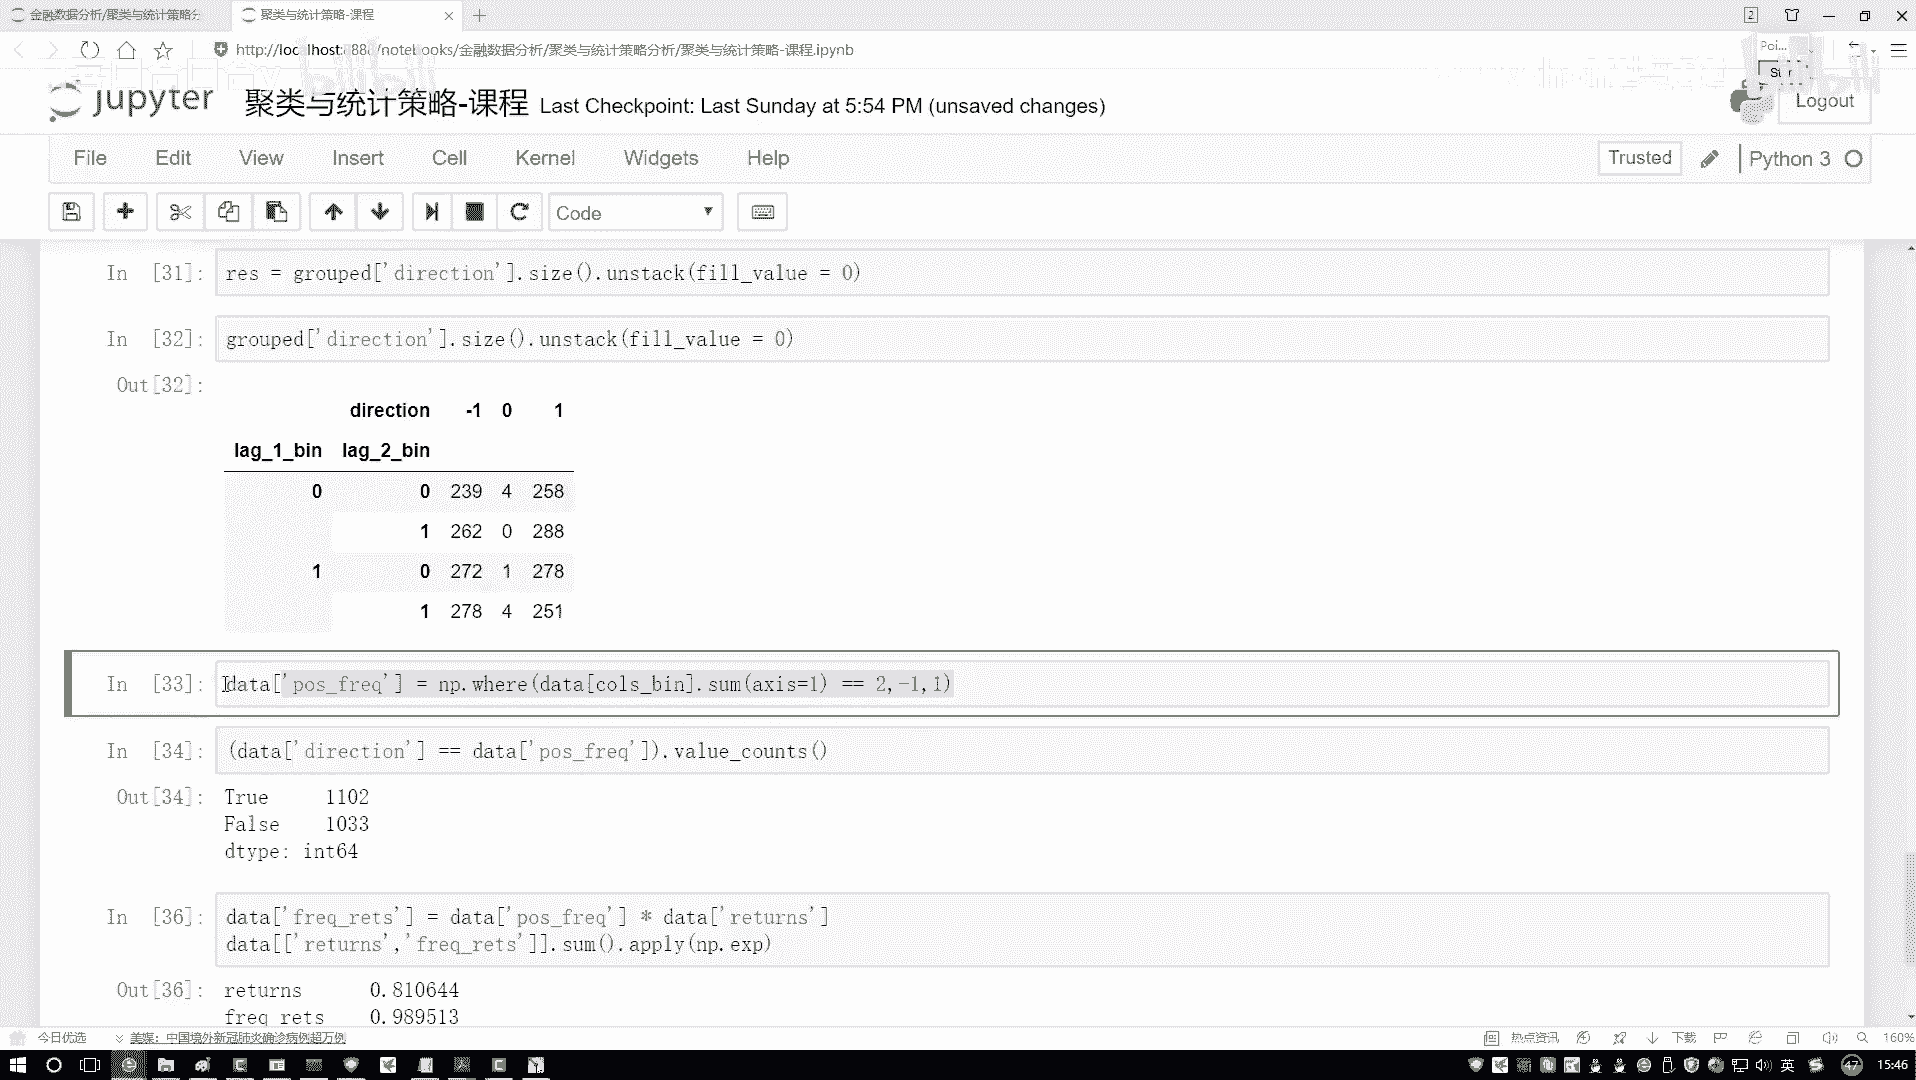 金融数据分析/聚类与统计策略分
聚类与统计策略-课程
2
http://localhost:888/notebooks/金融数据分析/聚类与统计策略分析/聚类与统计策略-课程.ipynb
Poi...
jupyter 聚类与统计策略-课程 Last Checkpoint: Last Sunday at 5:54 PM (unsaved changes)
Logout
File Edit View Insert Cell Kernel Widgets Help
Trusted Python 3
Code
In [31]: res = grouped['direction'].size().unstack(fill_value = 0)
In [32]: grouped['direction'].size().unstack(fill_value = 0)
Out[32]:
direction -1 0 1
lag_1_bin lag_2_bin
0 0 239 4 258
1 262 0 288
1 0 272 1 278
1 278 4 251
In [33]: data['pos_freq'] = np.where(data[cols_bin].sum(axis=1) == 2,-1,1)
In [34]: (data['direction'] == data['pos_freq']).value_counts()
Out[34]: True 1102
False 1033
dtype: int64
In [36]: data['freq_rets'] = data['pos_freq'] * data['returns']
data[['returns','freq_rets']].sum().apply(np.exp)
Out[36]: returns 0.810644
freq_rets 0.989513
今日优选 美媒：中国境外新冠肺炎确诊病例超万例
热点资讯 下载 160%
英 47 15:46